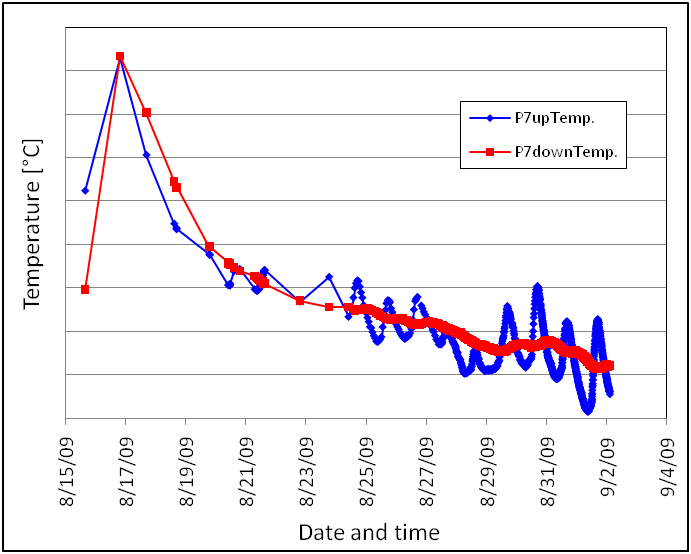 P7upTemp.
P7downTemp.
Temperature [°C]
8/15/09
8/17/09
8/19/09
8/21/09
8/23/09
8/25/09
8/27/09
8/29/09
8/31/09
9/2/09
9/4/09
Date and time